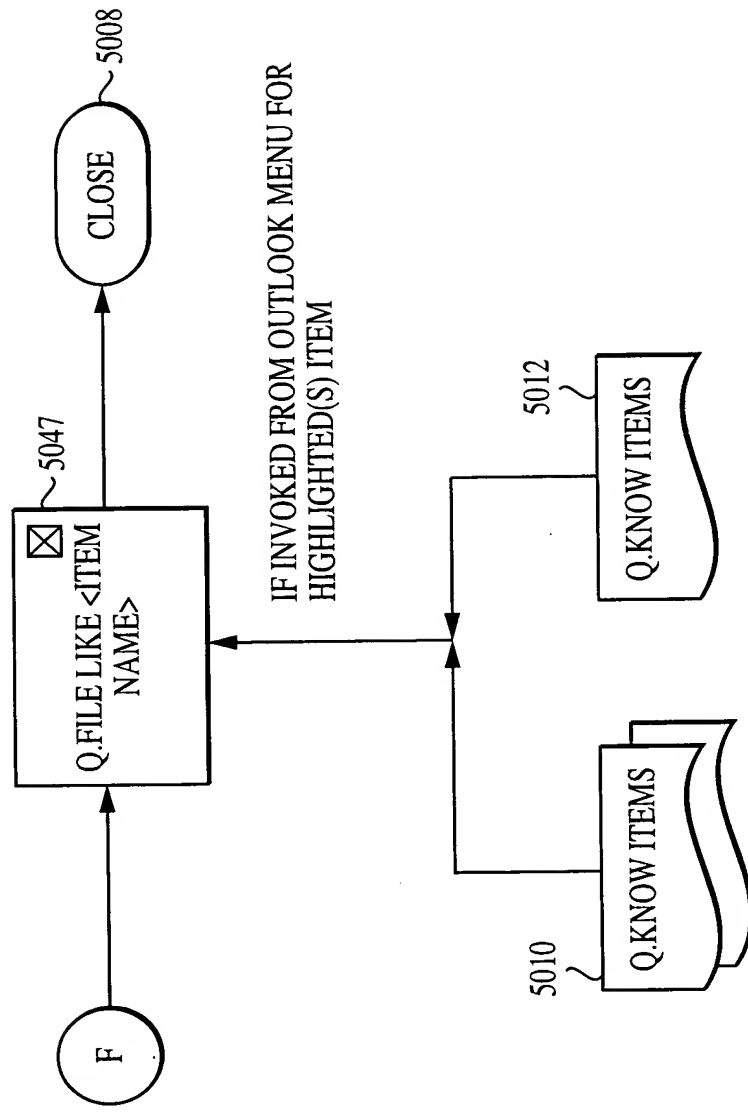 F
Q.FILE LIKE <ITEM
NAME>
5047
CLOSE
5008
IF INVOKED FROM OUTLOOK MENU FOR
HIGHLIGHTED(S) ITEM
5010
Q.KNOW ITEMS
5012
Q.KNOW ITEMS